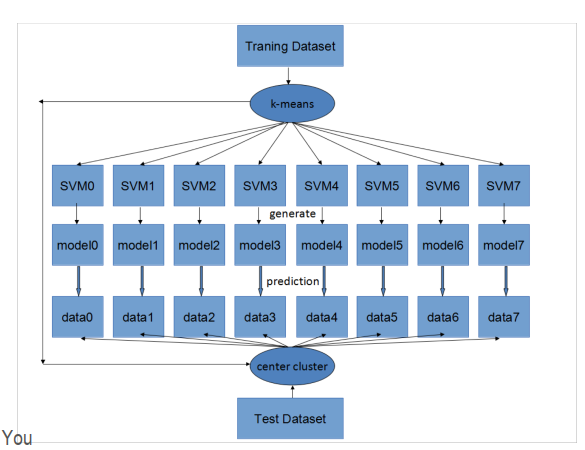 Traning Dataset
k-means
SVM0 SVM1 SVM2 SVM3 SVM4 SVM5 SVM6 SVM7
generate
model0 model1 model2 model3 model4 model5 model6 model7
prediction
data0 data1 data2 data3 data4 data5 data6 data7
center cluster
Test Dataset
You